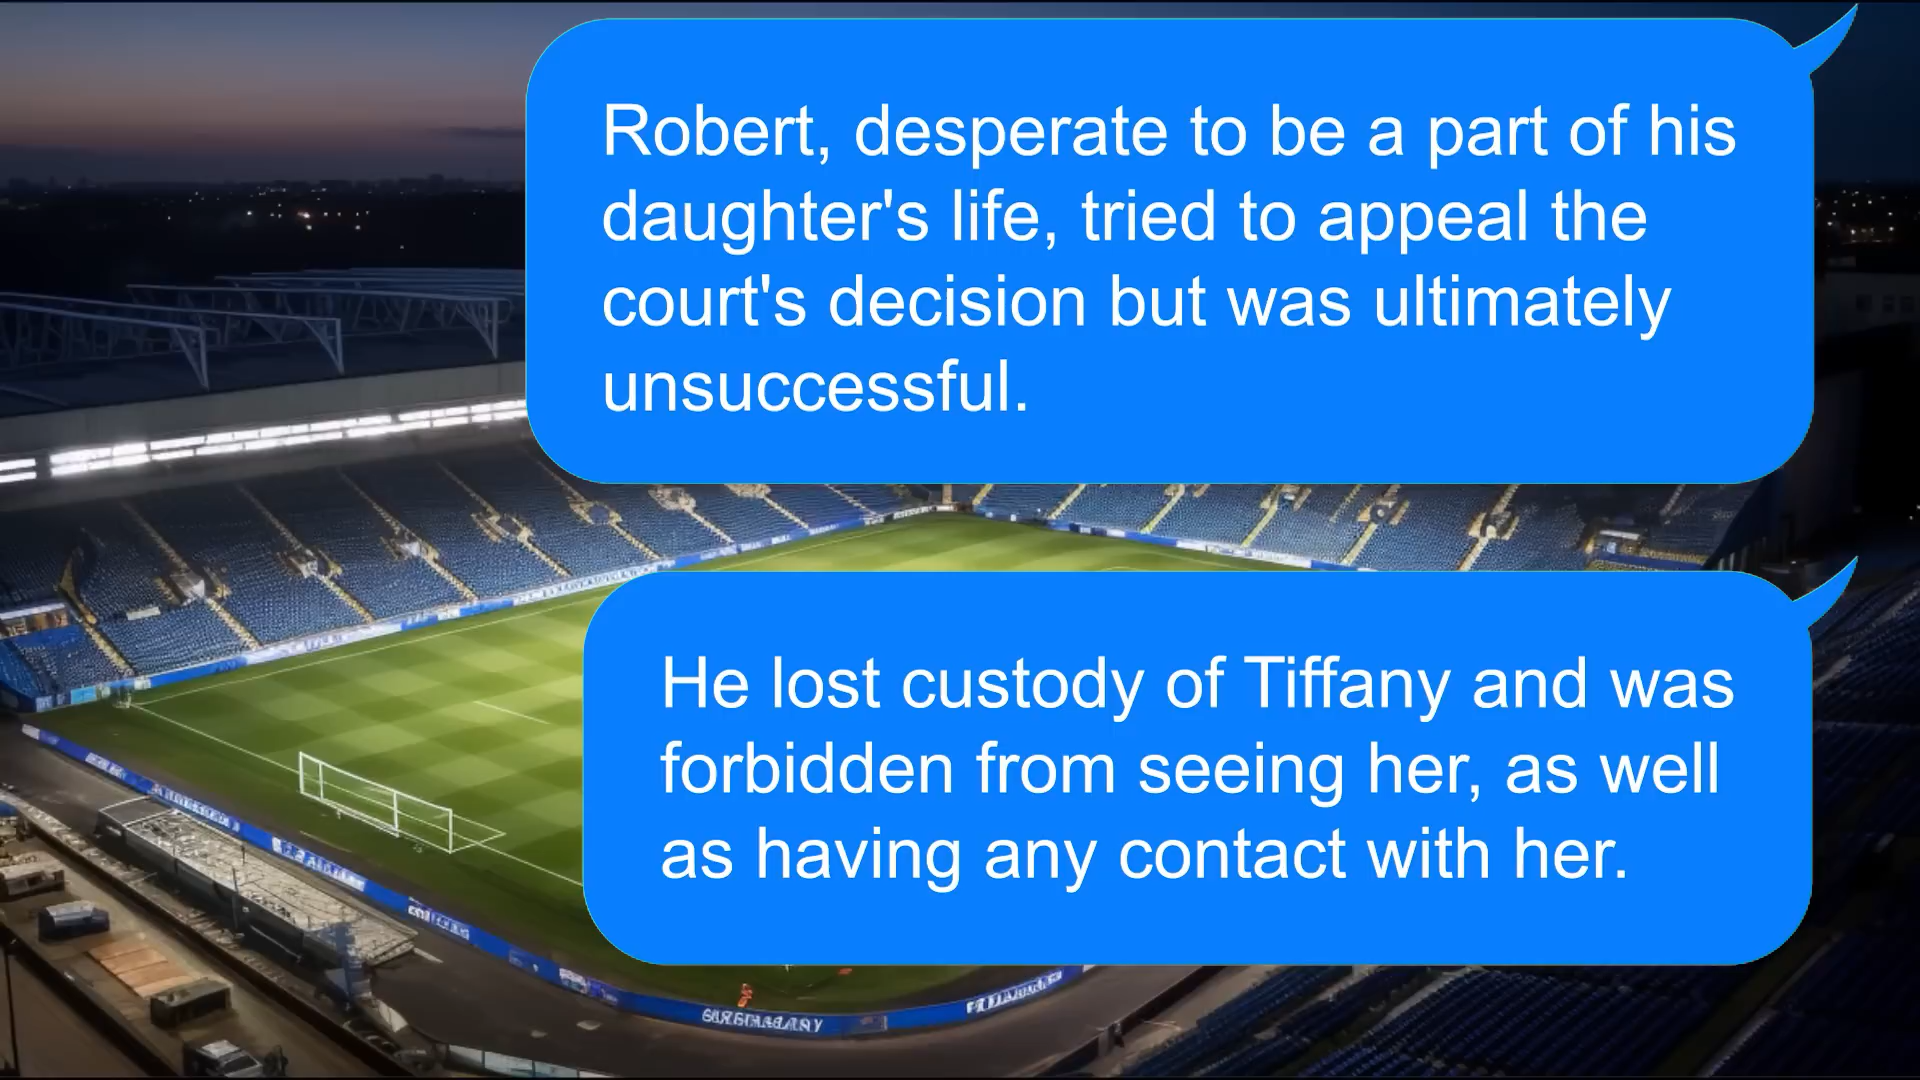 Robert, desperate to be a part of his
daughter's life, tried to appeal the
court's decision but was ultimately
unsuccessful.
He lost custody of Tiffany and was
forbidden from seeing her, as well
as having any contact with her.